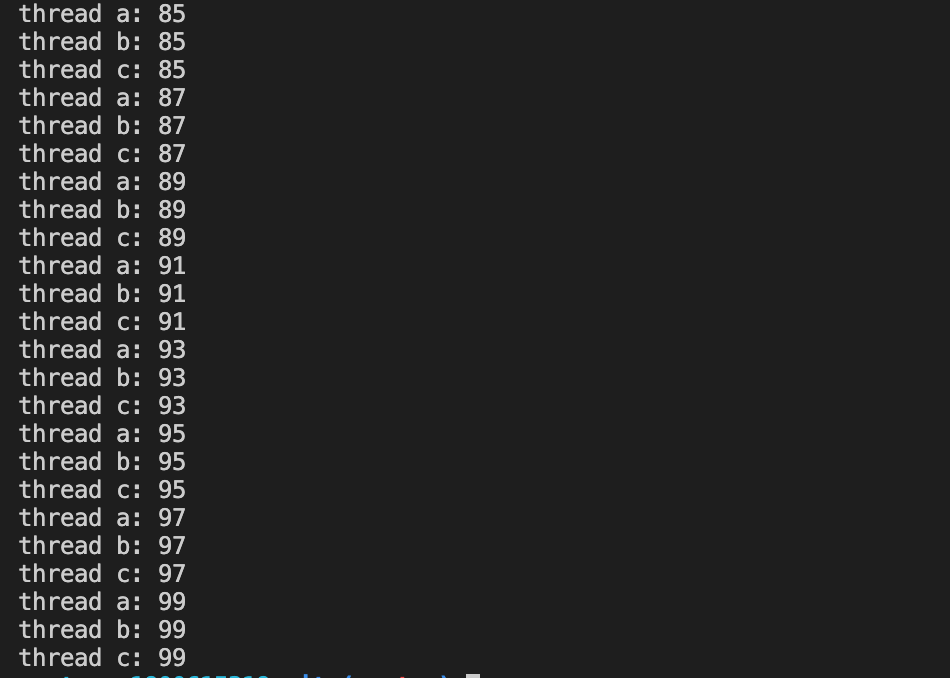 thread a: 85
thread b: 85
thread c: 85
thread a: 87
thread b: 87
thread c: 87
thread a: 89
thread b: 89
thread c: 89
thread a: 91
thread b: 91
thread c: 91
thread a: 93
thread b: 93
thread c: 93
thread a: 95
thread b: 95
thread c: 95
thread a: 97
thread b: 97
thread c: 97
thread a: 99
thread b: 99
thread c: 99